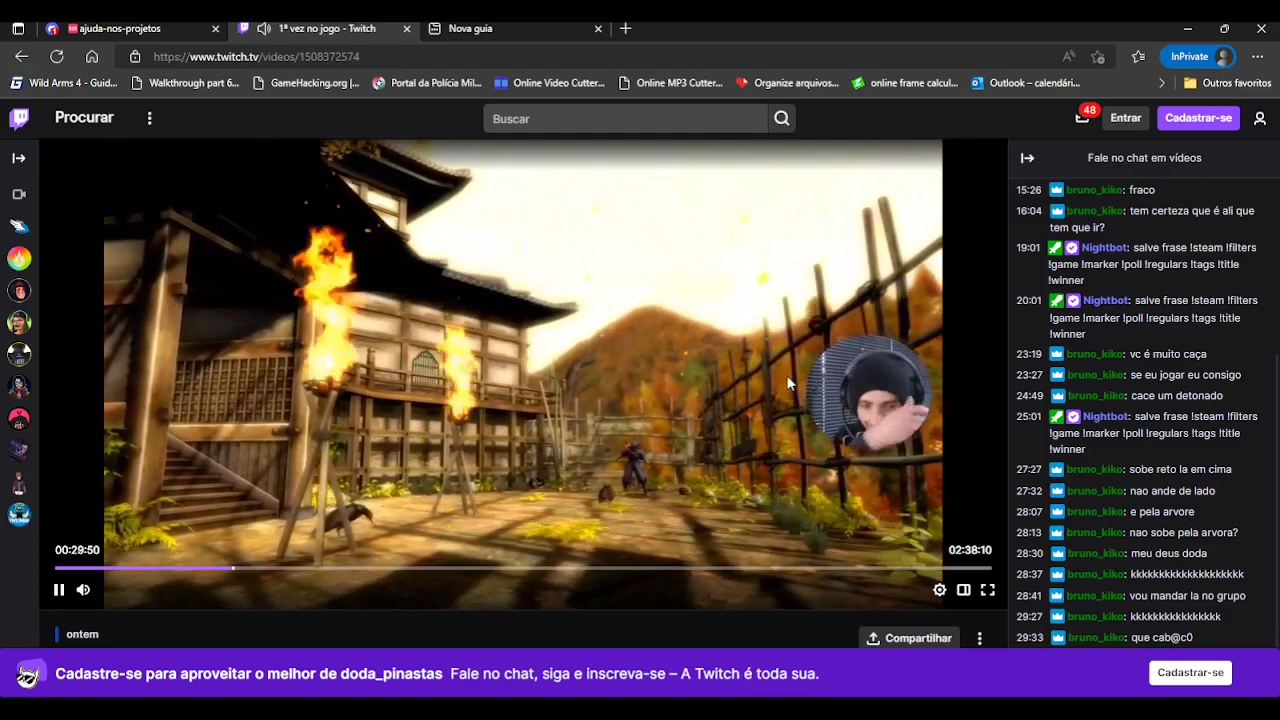 ajuda-nos-projetos
1ª vez no jogo - Twitch
Nova guia
https://www.twitch.tv/videos/1508372574
InPrivate
Wild Arms 4 - Guid...
Walkthrough part 6...
GameHacking.org |...
Portal da Polícia Mil...
Online Video Cutter...
Online MP3 Cutter...
Organize arquivos...
online frame calcul...
Outlook – calendári...
Outros favoritos
Procurar
Buscar
48
Entrar
Cadastrar-se
Fale no chat em vídeos
15:26 bruno_kiko: fraco
16:04 bruno_kiko: tem certeza que é ali que
tem que ir?
19:01 Nightbot: salve frase !steam !filters
!game !marker !poll !regulars !tags !title
!winner
20:01 Nightbot: salve frase !steam !filters
!game !marker !poll !regulars !tags !title
!winner
23:19 bruno_kiko: vc é muito caça
23:27 bruno_kiko: se eu jogar eu consigo
24:49 bruno_kiko: cace um detonado
25:01 Nightbot: salve frase !steam !filters
!game !marker !poll !regulars !tags !title
!winner
27:27 bruno_kiko: sobe reto la em cima
27:32 bruno_kiko: nao ande de lado
28:07 bruno_kiko: e pela arvore
28:13 bruno_kiko: nao sobe pela arvora?
28:30 bruno_kiko: meu deus doda
28:37 bruno_kiko: kkkkkkkkkkkkkkkkkkkk
28:41 bruno_kiko: vou mandar la no grupo
29:27 bruno_kiko: kkkkkkkkkkkkkkkk
29:33 bruno_kiko: que cab@c0
00:29:50
02:38:10
ontem
Compartilhar
Cadastre-se para aproveitar o melhor de doda_pinastas Fale no chat, siga e inscreva-se – A Twitch é toda sua.
Cadastrar-se